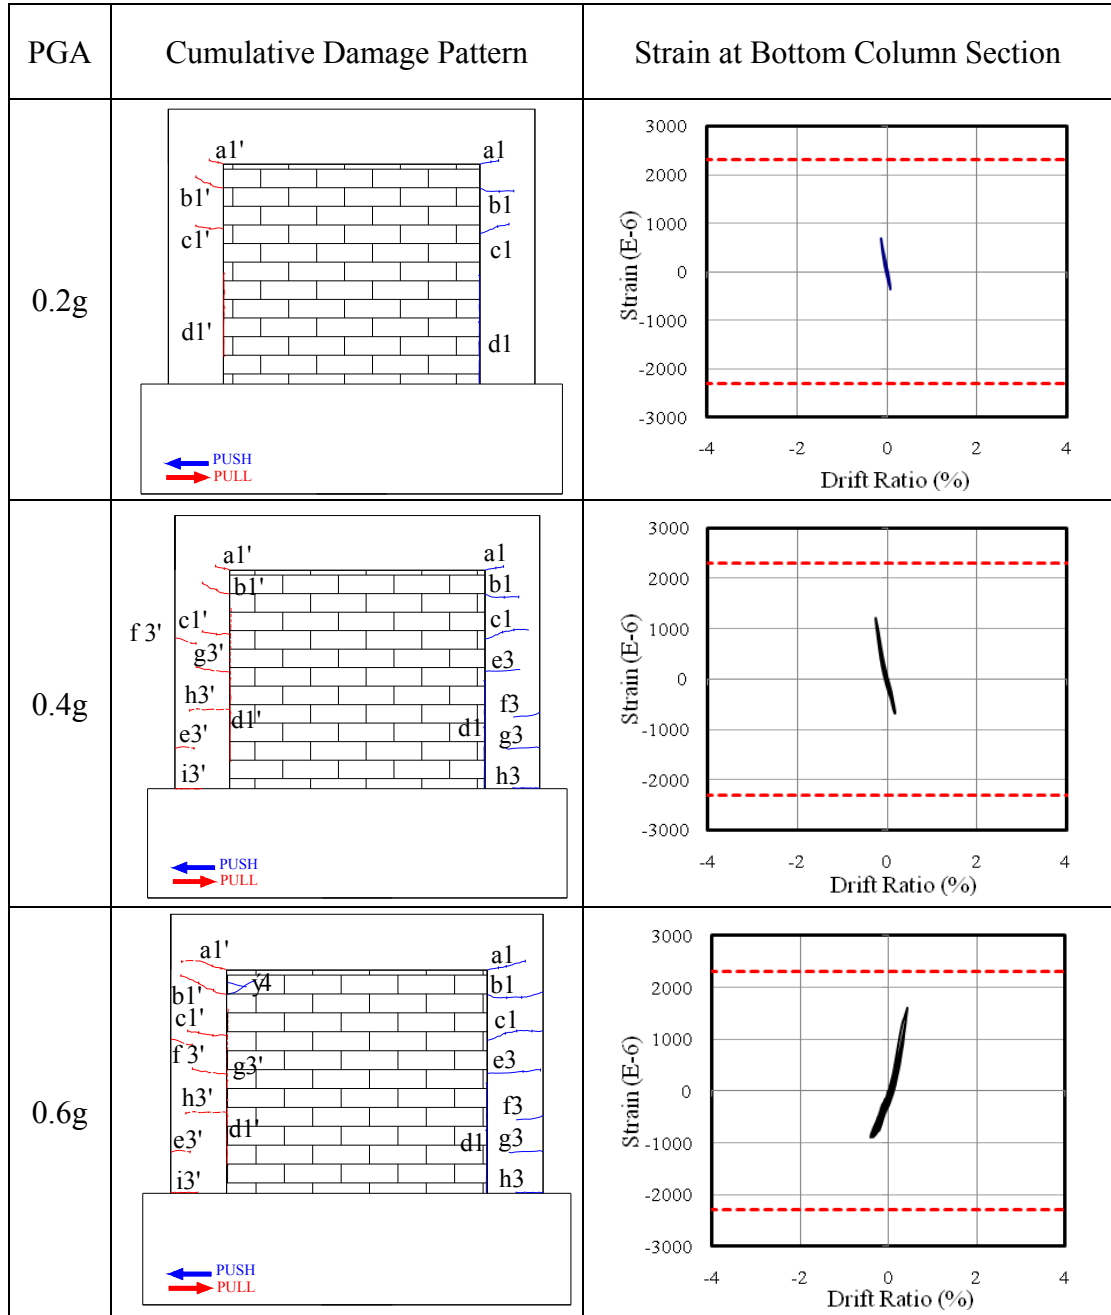 PGA
Cumulative Damage Pattern
Strain at Bottom Column Section
0.2g
a1'
a1
b1'
b1
c1'
c1
d1'
d1
PUSH
PULL
3000
2000
1000
0
-1000
-2000
-3000
Strain (E-6)
-4 -2 0 2 4
Drift Ratio (%)
0.4g
a1'
a1
b1'
b1
f 3'
c1'
c1
g3'
e3
h3'
f3
d1'
d1
e3'
g3
i3'
h3
PUSH
PULL
3000
2000
1000
0
-1000
-2000
-3000
Strain (E-6)
-4 -2 0 2 4
Drift Ratio (%)
0.6g
a1'
a1
y4
b1'
b1
c1'
c1
f 3'
g3'
e3
h3'
f3
d1'
d1
e3'
g3
i3'
h3
PUSH
PULL
3000
2000
1000
0
-1000
-2000
-3000
Strain (E-6)
-4 -2 0 2 4
Drift Ratio (%)